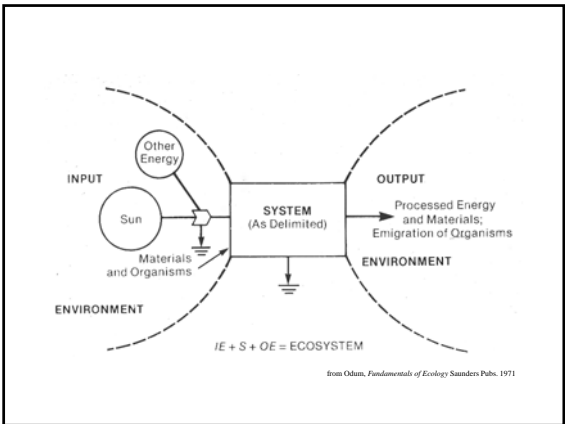 Other
Energy
INPUT
OUTPUT
Sun
SYSTEM
(As Delimited)
Processed Energy
and Materials;
Emigration of Organisms
Materials
and Organisms
ENVIRONMENT
ENVIRONMENT
IE + S + OE = ECOSYSTEM
from Odum, Fundamentals of Ecology Saunders Pubs. 1971